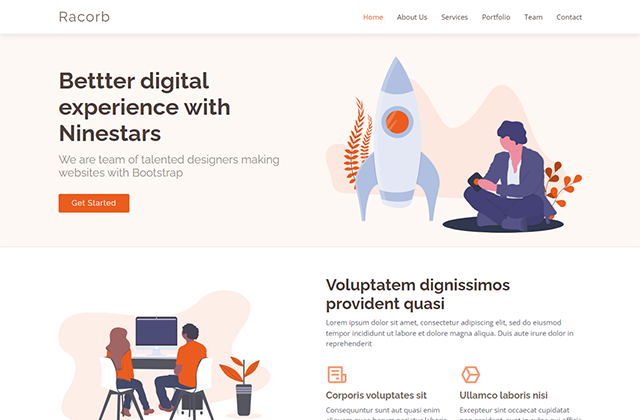 Racorb
Home About Us Services Portfolio Team Contact
Bettter digital
experience with
Ninestars
We are team of talented designers making
websites with Bootstrap
Get Started
Voluptatem dignissimos
provident quasi
Lorem ipsum dolor sit amet, consectetur adipiscing elit, sed do eiusmod
tempor incididunt ut labore et dolore magna aliqua. Duis aute irure dolor in
reprehenderit
Corporis voluptates sit
Consequuntur sunt aut quasi enim
Ullamco laboris nisi
Excepteur sint occaecat cupidatat